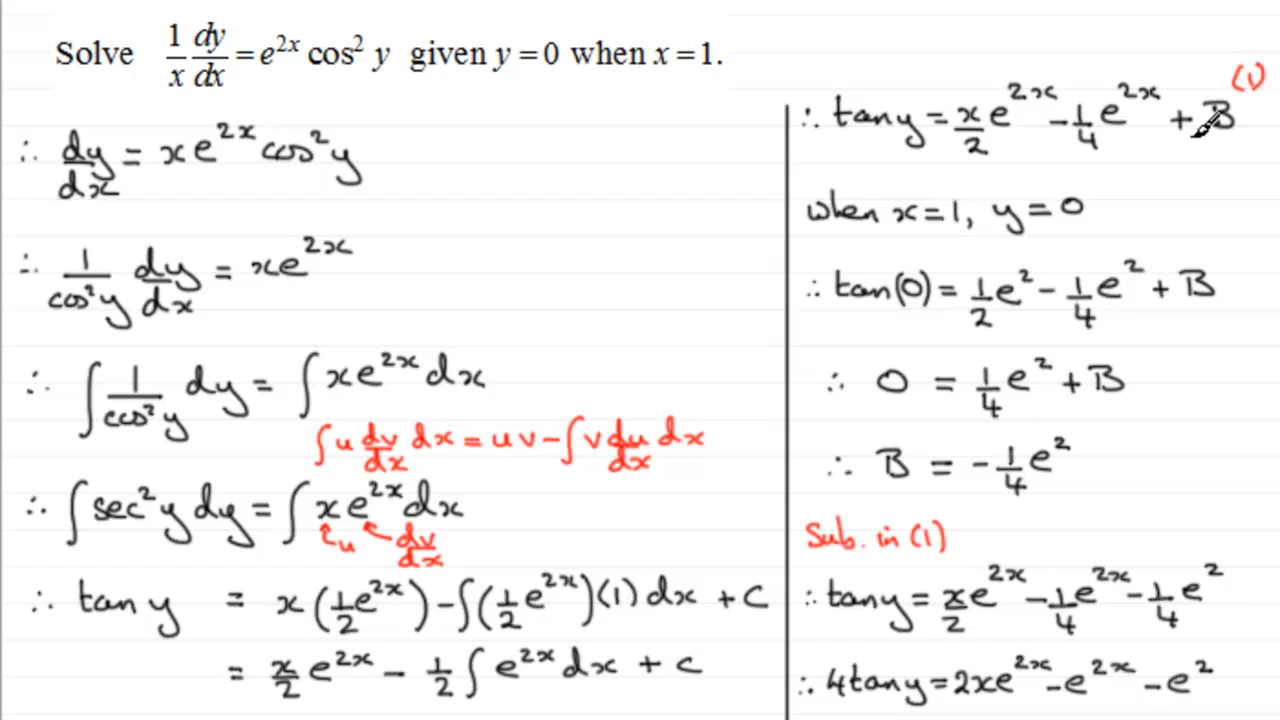 Solve 1/x dy/dx = e^{2x} cos² y given y = 0 when x = 1.
∴ dy/dx = xe^{2x} cos²y
∴ 1/cos²y dy/dx = xe^{2x}
∴ ∫ 1/cos²y dy = ∫ xe^{2x} dx
∫ u dv/dx dx = uv − ∫ v du/dx dx
∴ ∫ sec²y dy = ∫ x e^{2x} dx
u dv/dx
∴ tan y = x(1/2 e^{2x}) − ∫(1/2 e^{2x})(1) dx + C
= x/2 e^{2x} − 1/2 ∫ e^{2x} dx + C
(1)
∴ tan y = x/2 e^{2x} − 1/4 e^{2x} + B
when x = 1, y = 0
∴ tan(0) = 1/2 e² − 1/4 e² + B
∴ 0 = 1/4 e² + B
∴ B = −1/4 e²
Sub. in (1)
∴ tan y = x/2 e^{2x} − 1/4 e^{2x} − 1/4 e²
∴ 4tan y = 2xe^{2x} − e^{2x} − e²